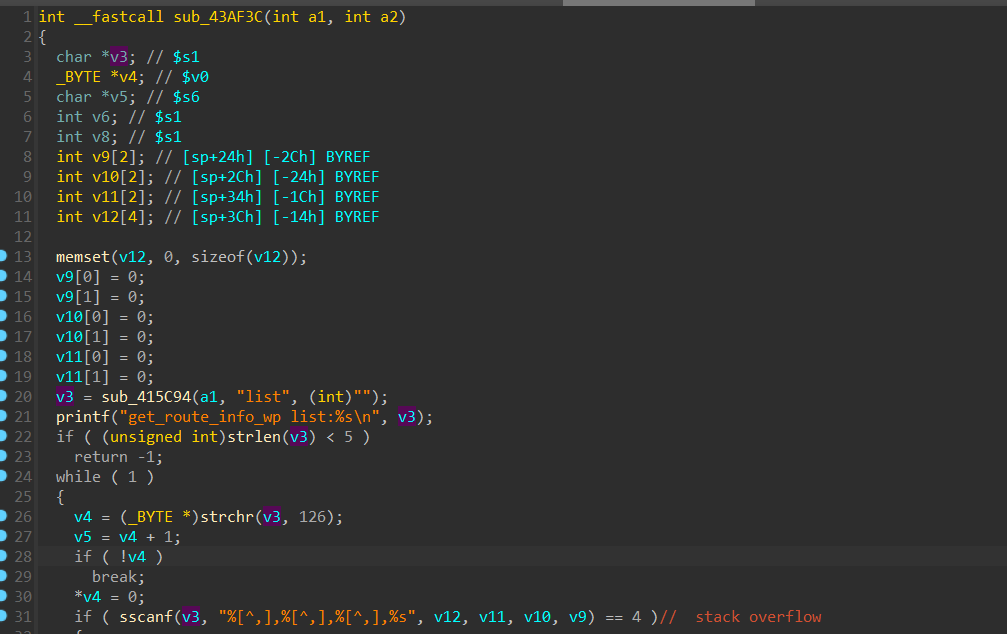 1 int __fastcall sub_43AF3C(int a1, int a2)
2 {
3 char *v3; // $s1
4 _BYTE *v4; // $v0
5 char *v5; // $s6
6 int v6; // $s1
7 int v8; // $s1
8 int v9[2]; // [sp+24h] [-2Ch] BYREF
9 int v10[2]; // [sp+2Ch] [-24h] BYREF
10 int v11[2]; // [sp+34h] [-1Ch] BYREF
11 int v12[4]; // [sp+3Ch] [-14h] BYREF
12
13 memset(v12, 0, sizeof(v12));
14 v9[0] = 0;
15 v9[1] = 0;
16 v10[0] = 0;
17 v10[1] = 0;
18 v11[0] = 0;
19 v11[1] = 0;
20 v3 = sub_415C94(a1, "list", (int)"");
21 printf("get_route_info_wp list:%s\n", v3);
22 if ( (unsigned int)strlen(v3) < 5 )
23 return -1;
24 while ( 1 )
25 {
26 v4 = (_BYTE *)strchr(v3, 126);
27 v5 = v4 + 1;
28 if ( !v4 )
29 break;
30 *v4 = 0;
31 if ( sscanf(v3, "%[^,],%[^,],%[^,],%s", v12, v11, v10, v9) == 4 )// stack overflow